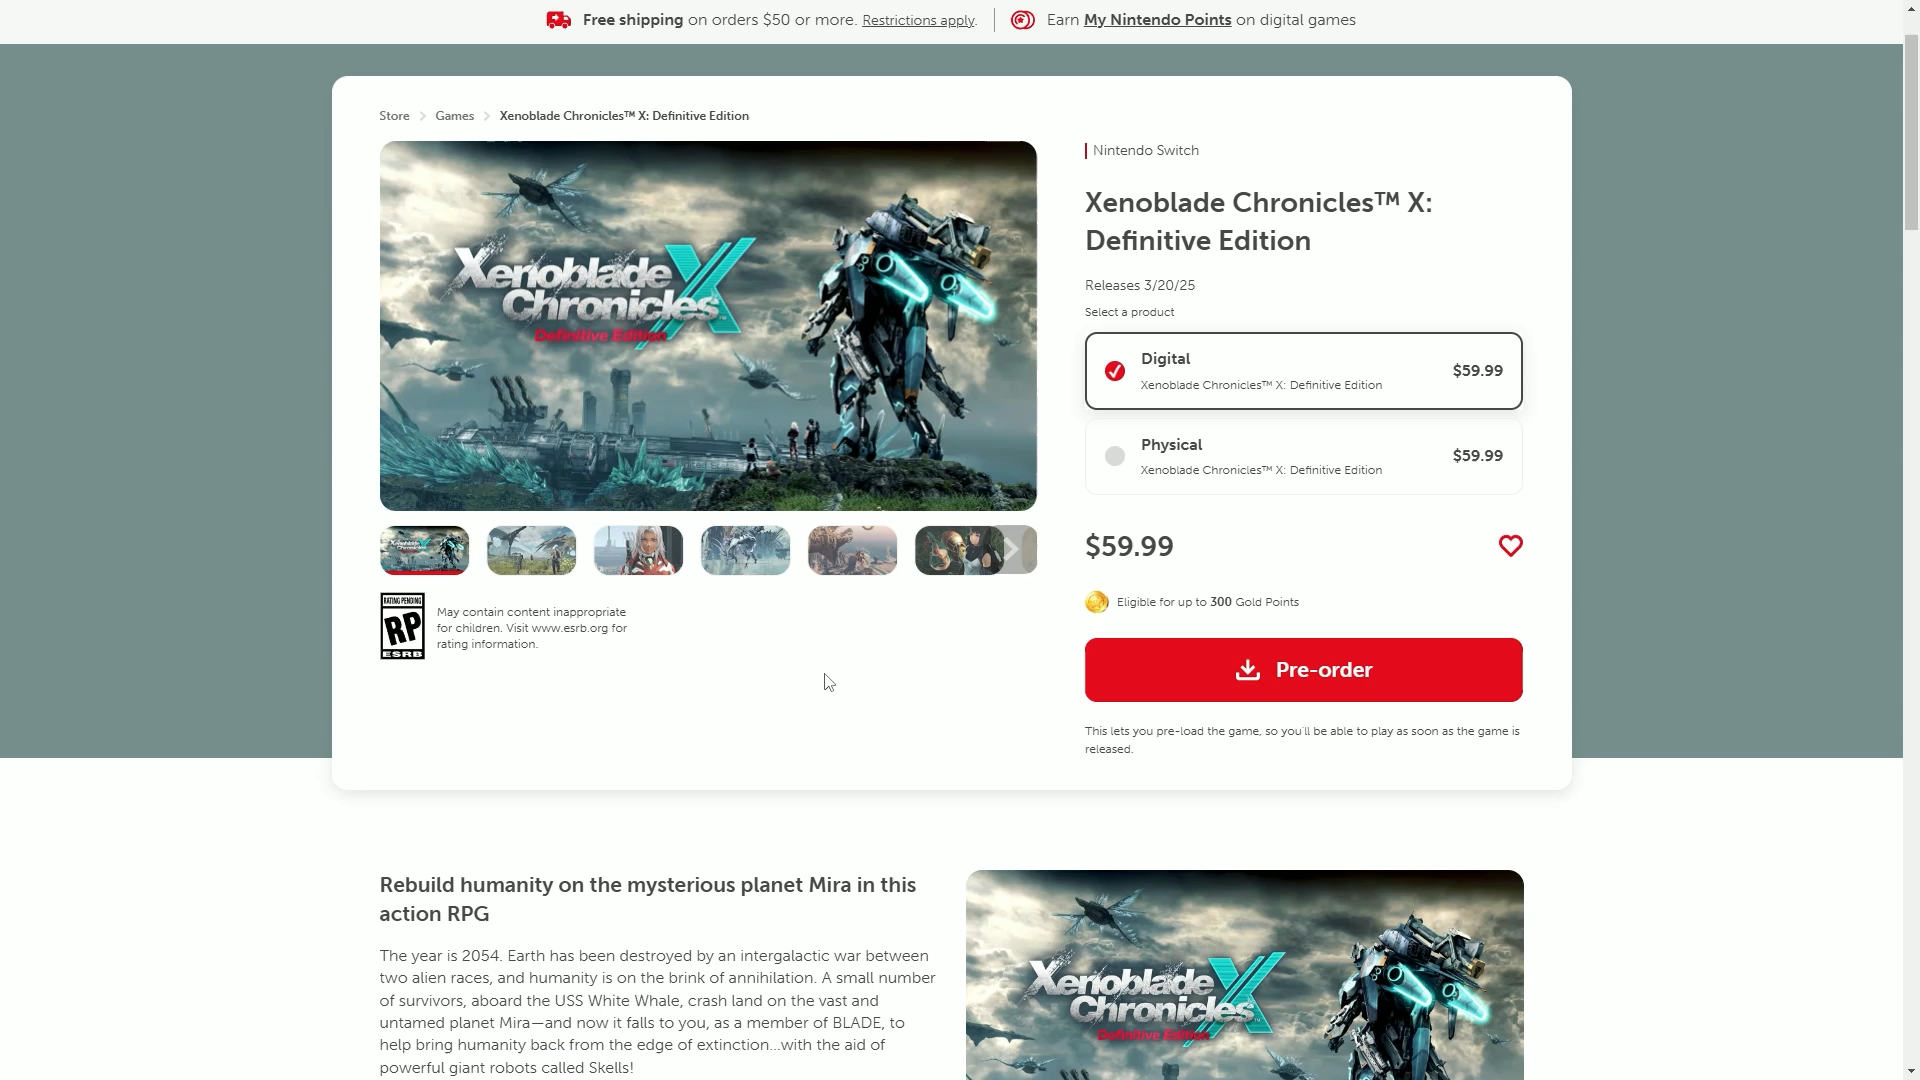 Free shipping on orders $50 or more. Restrictions apply.
Earn My Nintendo Points on digital games
Store
Games
Xenoblade Chronicles™ X: Definitive Edition
Xenoblade
Chronicles X
Definitive Edition
RATING PENDING
RP
ESRB
May contain content inappropriate
for children. Visit www.esrb.org for
rating information.
Nintendo Switch
Xenoblade Chronicles™ X:
Definitive Edition
Releases 3/20/25
Select a product
Digital
Xenoblade Chronicles™ X: Definitive Edition
$59.99
Physical
Xenoblade Chronicles™ X: Definitive Edition
$59.99
$59.99
Eligible for up to 300 Gold Points
Pre-order
This lets you pre-load the game, so you'll be able to play as soon as the game is
released.
Rebuild humanity on the mysterious planet Mira in this
action RPG
The year is 2054. Earth has been destroyed by an intergalactic war between
two alien races, and humanity is on the brink of annihilation. A small number
of survivors, aboard the USS White Whale, crash land on the vast and
untamed planet Mira—and now it falls to you, as a member of BLADE, to
help bring humanity back from the edge of extinction...with the aid of
powerful giant robots called Skells!
Xenoblade
Chronicles X
Definitive Edition